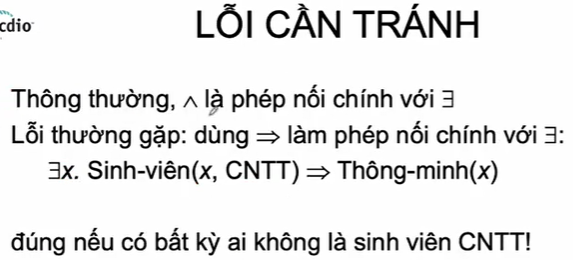 cdio
LỖI CẦN TRÁNH
Thông thường, ∧ là phép nối chính với ∃
Lỗi thường gặp: dùng ⇒ làm phép nối chính với ∃:
∃x. Sinh-viên(x, CNTT) ⇒ Thông-minh(x)
đúng nếu có bất kỳ ai không là sinh viên CNTT!